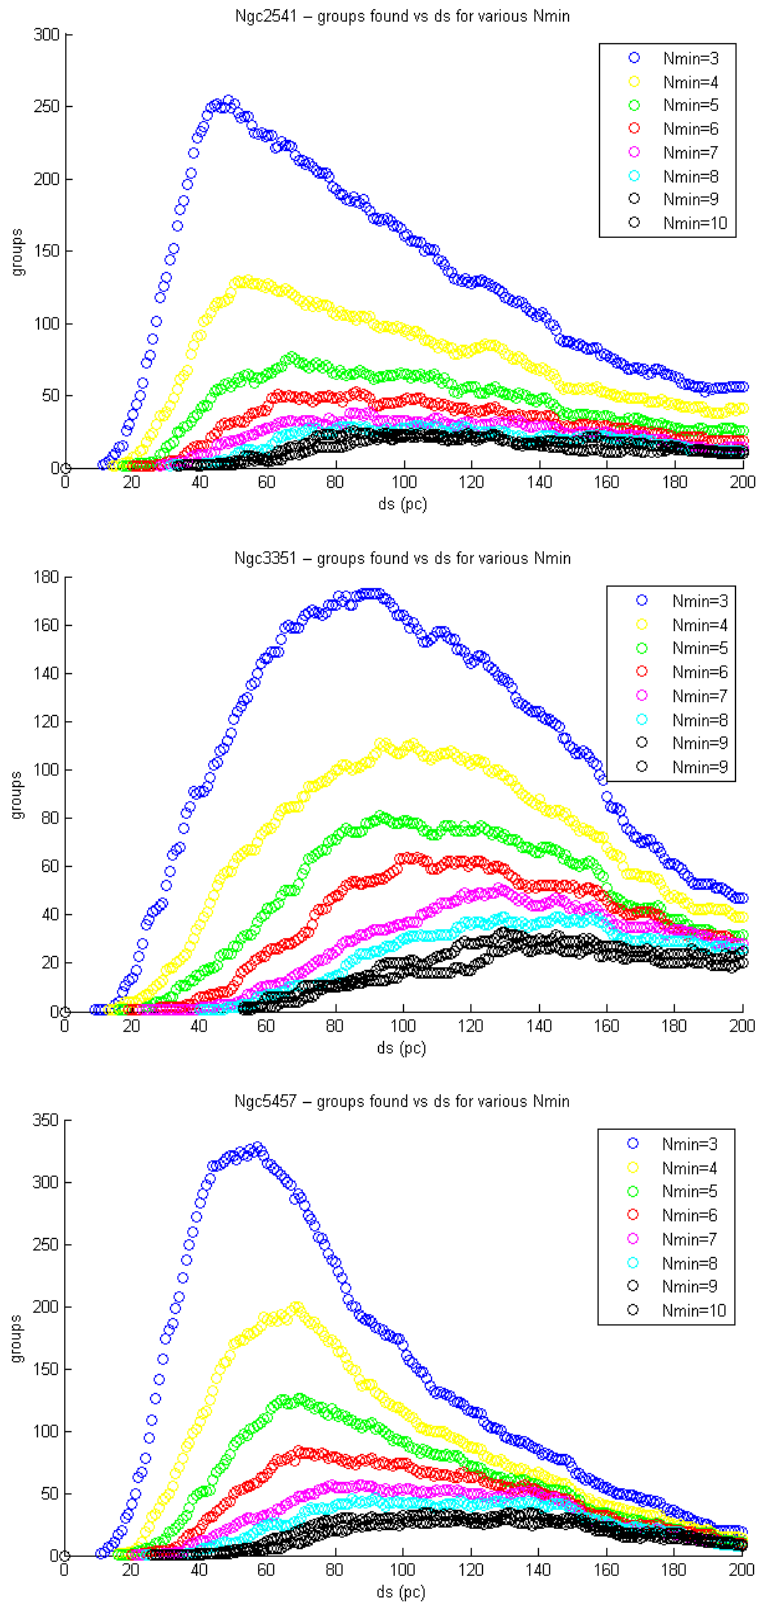 Ngc2541 – groups found vs ds for various Nmin
300
250
200
150
100
50
0
groups
Nmin=3
Nmin=4
Nmin=5
Nmin=6
Nmin=7
Nmin=8
Nmin=9
Nmin=10
0 20 40 60 80 100 120 140 160 180 200
ds (pc)
Ngc3351 – groups found vs ds for various Nmin
180
160
140
120
100
80
60
40
20
0
groups
Nmin=3
Nmin=4
Nmin=5
Nmin=6
Nmin=7
Nmin=8
Nmin=9
Nmin=9
0 20 40 60 80 100 120 140 160 180 200
ds (pc)
Ngc5457 – groups found vs ds for various Nmin
350
300
250
200
150
100
50
0
groups
Nmin=3
Nmin=4
Nmin=5
Nmin=6
Nmin=7
Nmin=8
Nmin=9
Nmin=10
0 20 40 60 80 100 120 140 160 180 200
ds (pc)